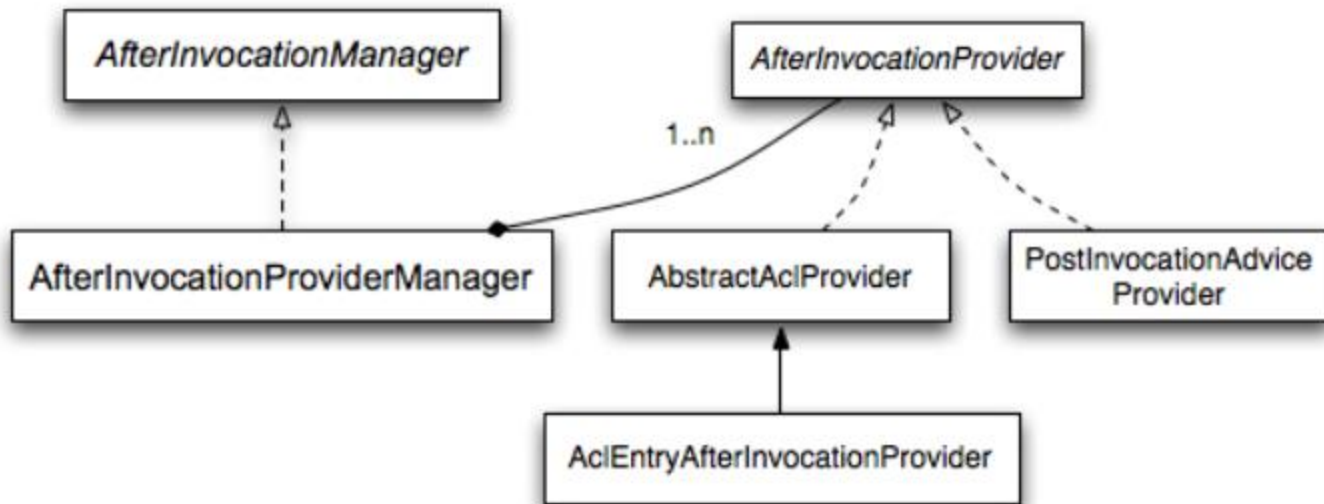 AfterInvocationManager
AfterInvocationProvider
1..n
AfterInvocationProviderManager
AbstractAclProvider
PostInvocationAdvice
Provider
AclEntryAfterInvocationProvider